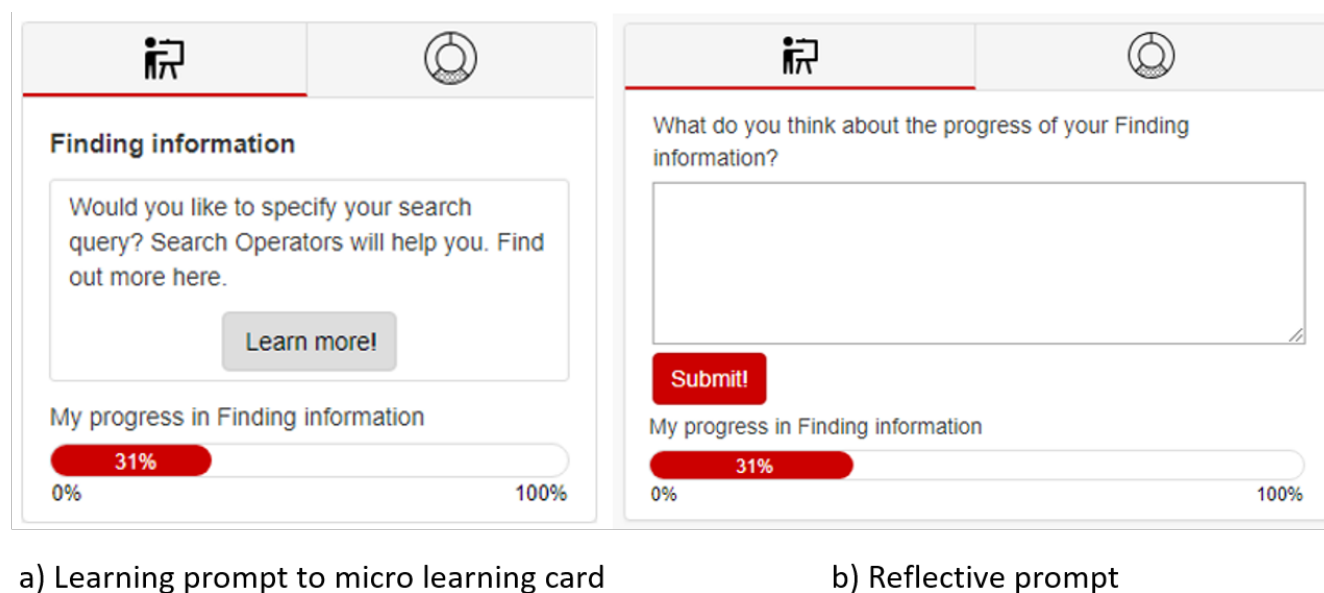 Finding information
Would you like to specify your search
query? Search Operators will help you. Find
out more here.
Learn more!
My progress in Finding information
31%
0% 100%
What do you think about the progress of your Finding
information?
Submit!
My progress in Finding information
31%
0% 100%
a) Learning prompt to micro learning card
b) Reflective prompt